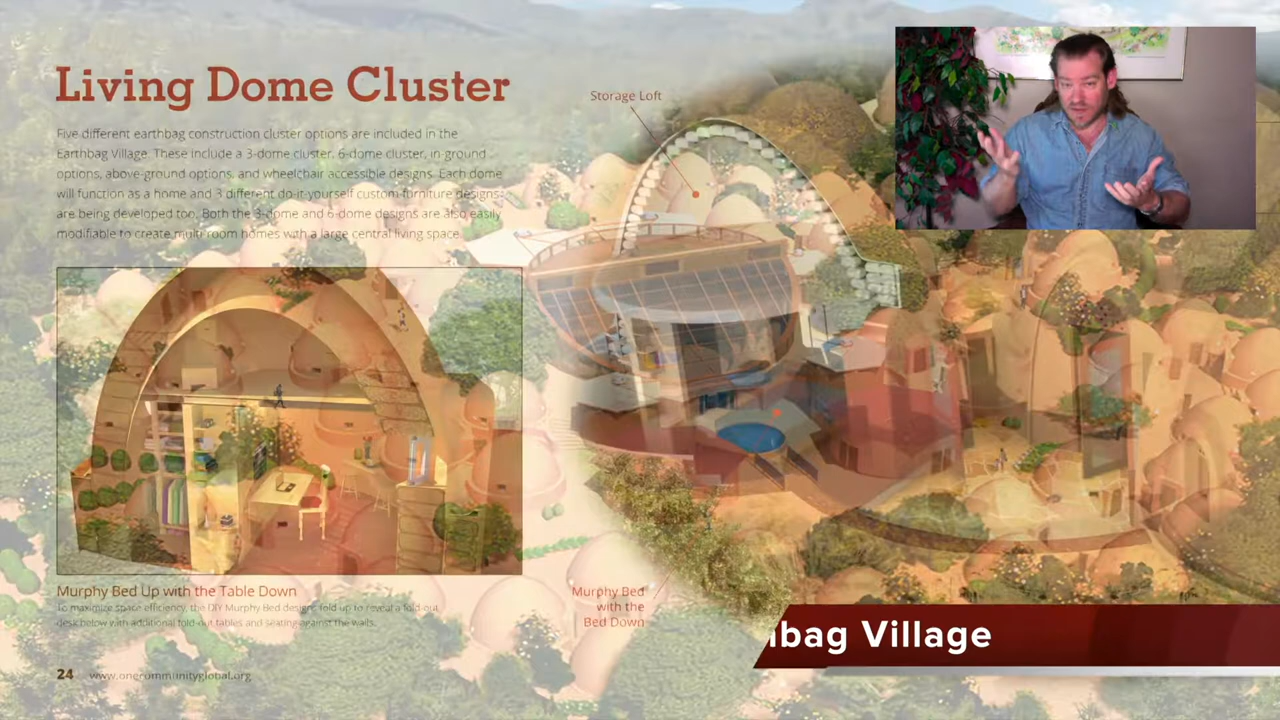 Living Dome Cluster
Five different earthbag construction cluster options are included in the
Earthbag Village. These include a 3-dome cluster, 6-dome cluster, in-ground
options, above-ground options, and wheelchair accessible designs. Each dome
will function as a home and 3 different do-it-yourself custom-furniture designs
are being developed too. Both the 3-dome and 6-dome designs are also easily
modifiable to create multi-room homes with a large central living space.
Storage Loft
Murphy Bed Up with the Table Down
To maximize space efficiency, the DIY Murphy Bed designs fold up to reveal a fold-out
desk below with additional fold-out tables and seating against the walls.
Murphy Bed
with the
Bed Down
bag Village
24 www.onecommunityglobal.org